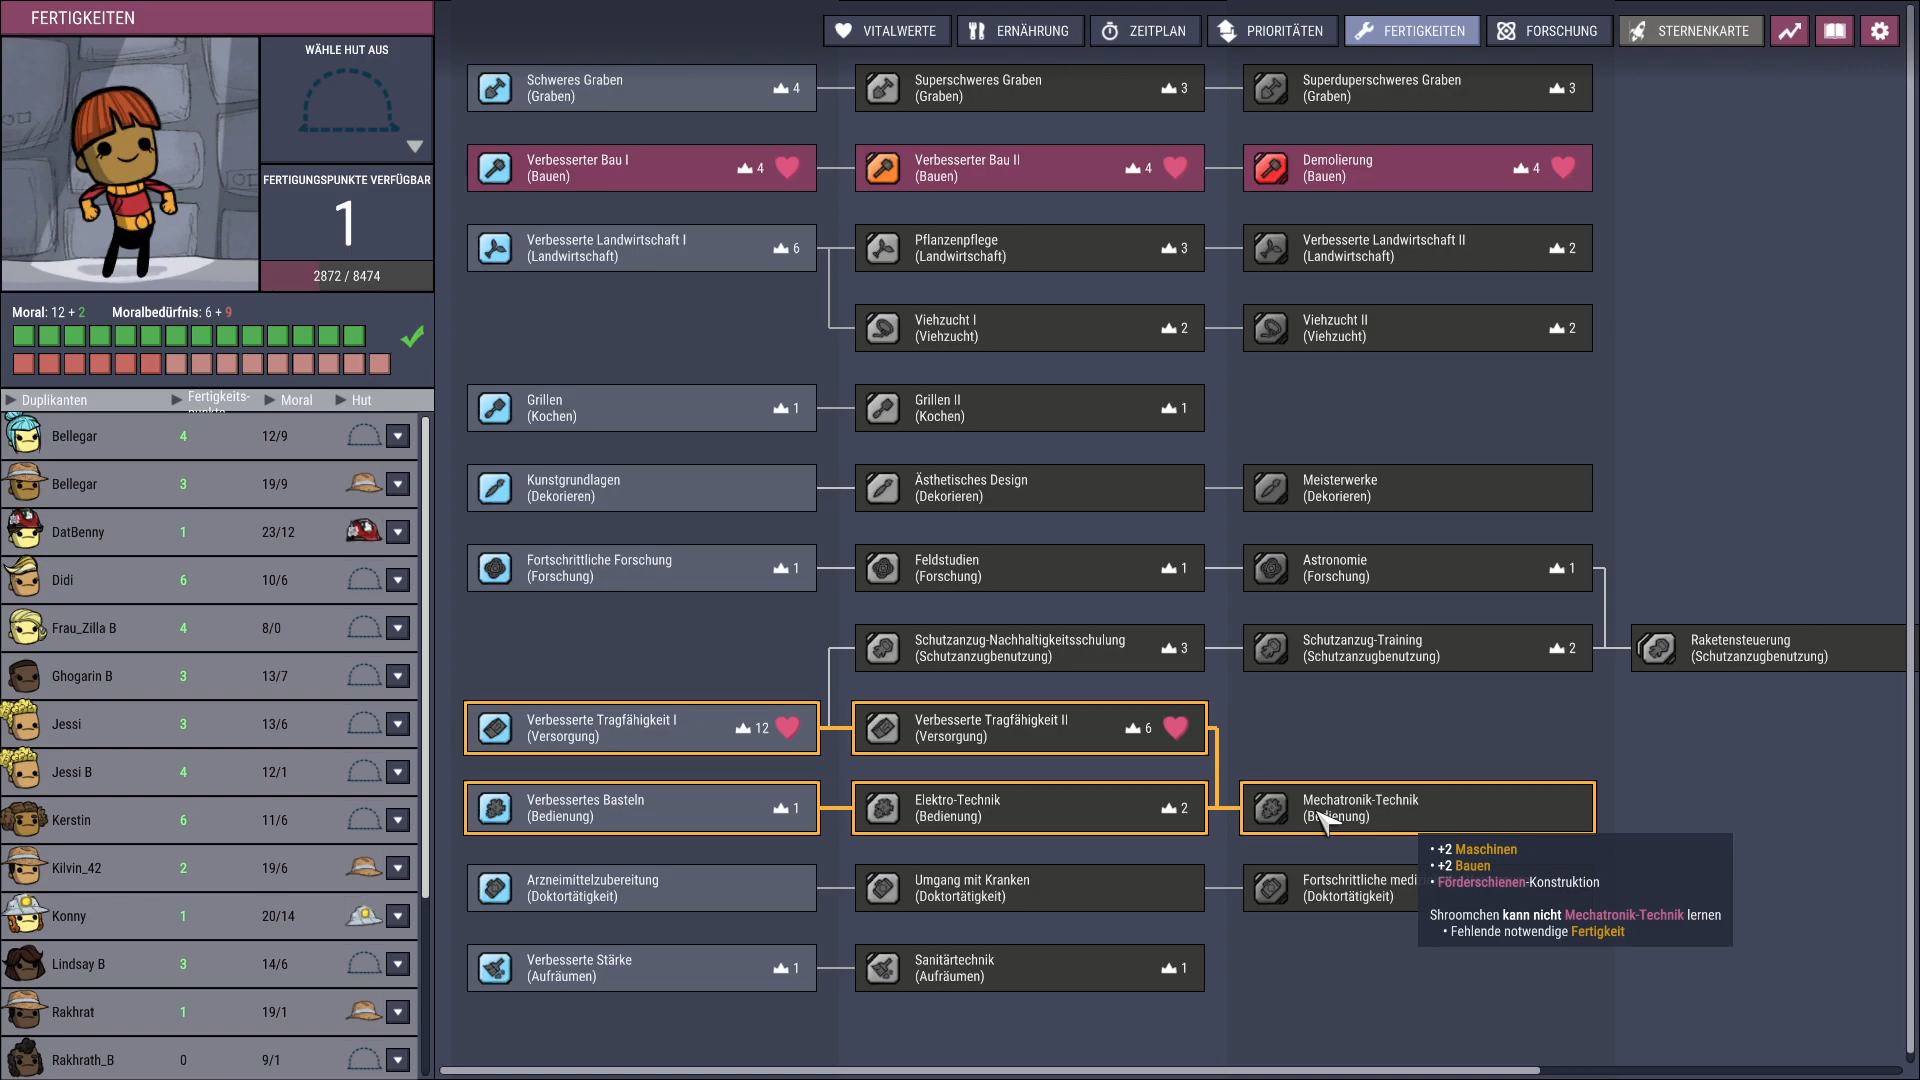 FERTIGKEITEN
VITALWERTE
ERNÄHRUNG
ZEITPLAN
PRIORITÄTEN
FERTIGKEITEN
FORSCHUNG
STERNENKARTE
WÄHLE HUT AUS
FERTIGUNGSPUNKTE VERFÜGBAR
1
2872 / 8474
Moral: 12 + 2
Moralbedürfnis: 6 + 9
Duplikanten
Fertigkeits-
Moral
Hut
Bellegar 4 12/9
Bellegar 3 19/9
DatBenny 1 23/12
Didi 6 10/6
Frau_Zilla B 4 8/0
Ghogarin B 3 13/7
Jessi 3 13/6
Jessi B 4 12/1
Kerstin 6 11/6
Kilvin_42 2 19/6
Konny 1 20/14
Lindsay B 3 14/6
Rakhrat 1 19/1
Rakhrath_B 0 9/1
Schweres Graben
(Graben)
4
Superschweres Graben
(Graben)
3
Superduperschweres Graben
(Graben)
3
Verbesserter Bau I
(Bauen)
4
Verbesserter Bau II
(Bauen)
4
Demolierung
(Bauen)
4
Verbesserte Landwirtschaft I
(Landwirtschaft)
6
Pflanzenpflege
(Landwirtschaft)
3
Verbesserte Landwirtschaft II
(Landwirtschaft)
2
Viehzucht I
(Viehzucht)
2
Viehzucht II
(Viehzucht)
2
Grillen
(Kochen)
1
Grillen II
(Kochen)
1
Kunstgrundlagen
(Dekorieren)
Ästhetisches Design
(Dekorieren)
Meisterwerke
(Dekorieren)
Fortschrittliche Forschung
(Forschung)
1
Feldstudien
(Forschung)
1
Astronomie
(Forschung)
1
Schutzanzug-Nachhaltigkeitsschulung
(Schutzanzugbenutzung)
3
Schutzanzug-Training
(Schutzanzugbenutzung)
2
Raketensteuerung
(Schutzanzugbenutzung)
Verbesserte Tragfähigkeit I
(Versorgung)
12
Verbesserte Tragfähigkeit II
(Versorgung)
6
Verbessertes Basteln
(Bedienung)
1
Elektro-Technik
(Bedienung)
2
Mechatronik-Technik
(Bedienung)
Arzneimittelzubereitung
(Doktortätigkeit)
Umgang mit Kranken
(Doktortätigkeit)
Fortschrittliche
(Doktortätigkeit)
Verbesserte Stärke
(Aufräumen)
1
Sanitärtechnik
(Aufräumen)
1
• +2 Maschinen
• +2 Bauen
• Förderschienen-Konstruktion
Shroomchen kann nicht Mechatronik-Technik lernen
• Fehlende notwendige Fertigkeit